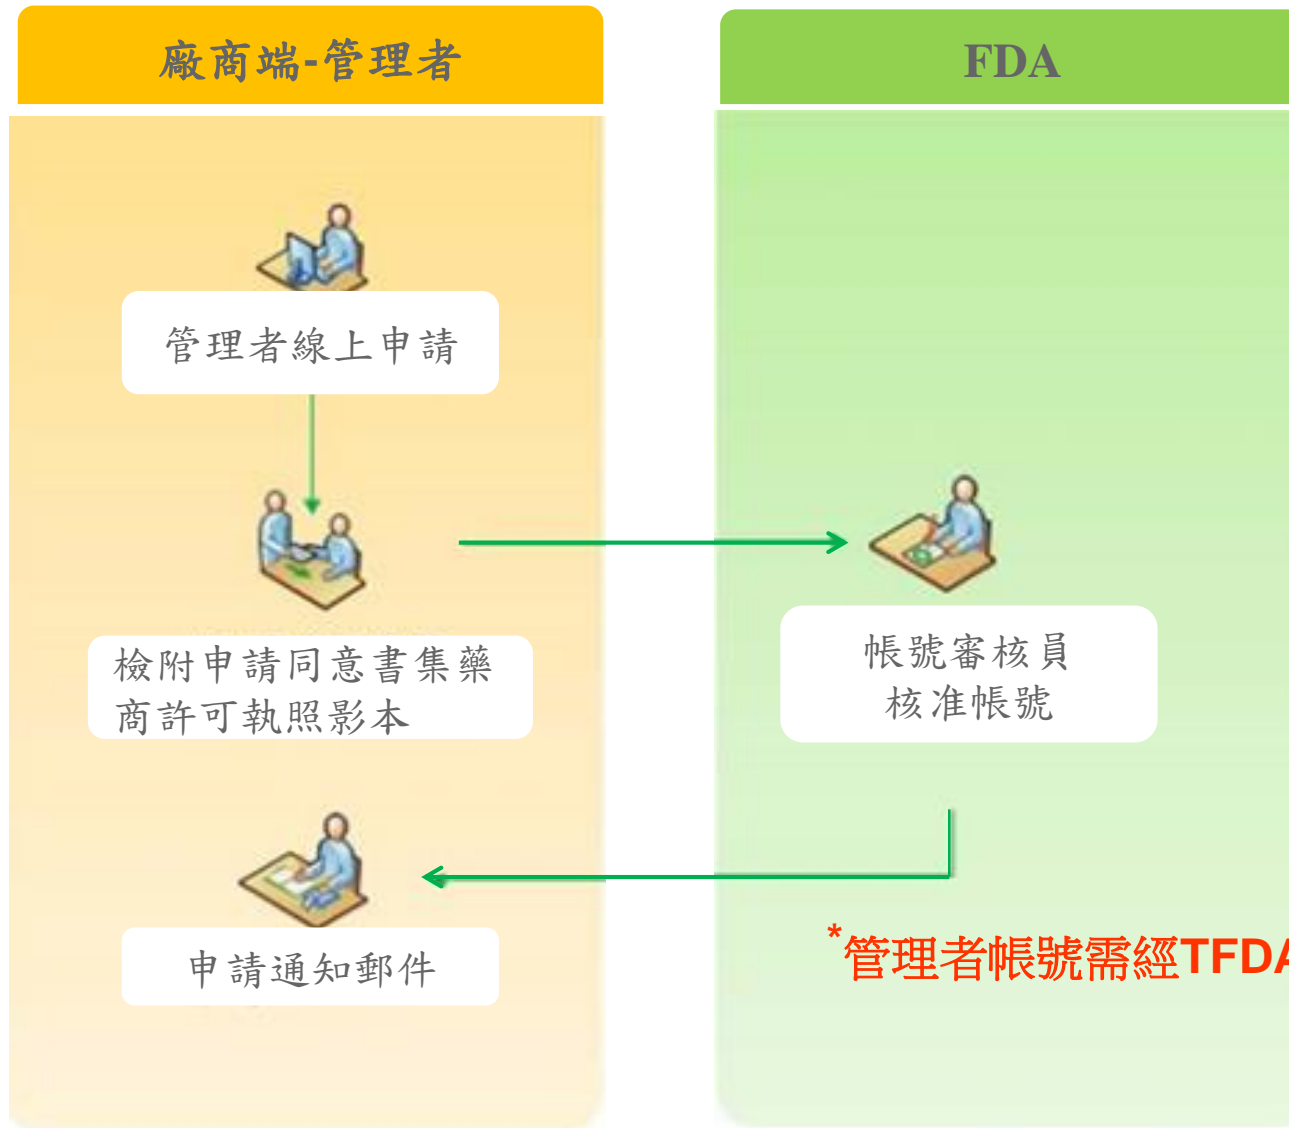 廠商端-管理者
FDA
管理者線上申請
檢附申請同意書集藥
商許可執照影本
帳號審核員
核准帳號
申請通知郵件
*管理者帳號需經TFDA